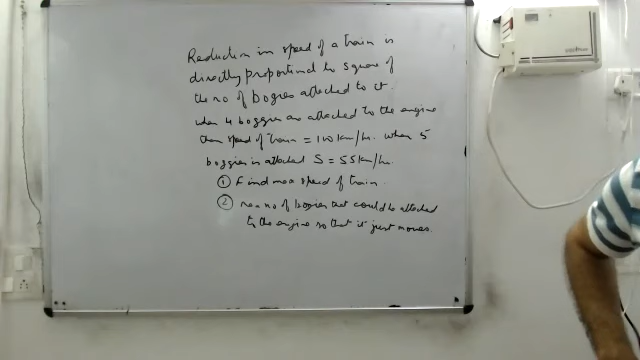 Reduction in speed of a train is
directly proportional to square of
the no of bogies attached to it.
when 4 boggies are attached to the engine
then speed of train = 100 km/hr. when 5
boggies is attached S = 55 km/hr.
① Find max speed of train.
② max no of bogies that could be attached
to the engine so that it just moves.